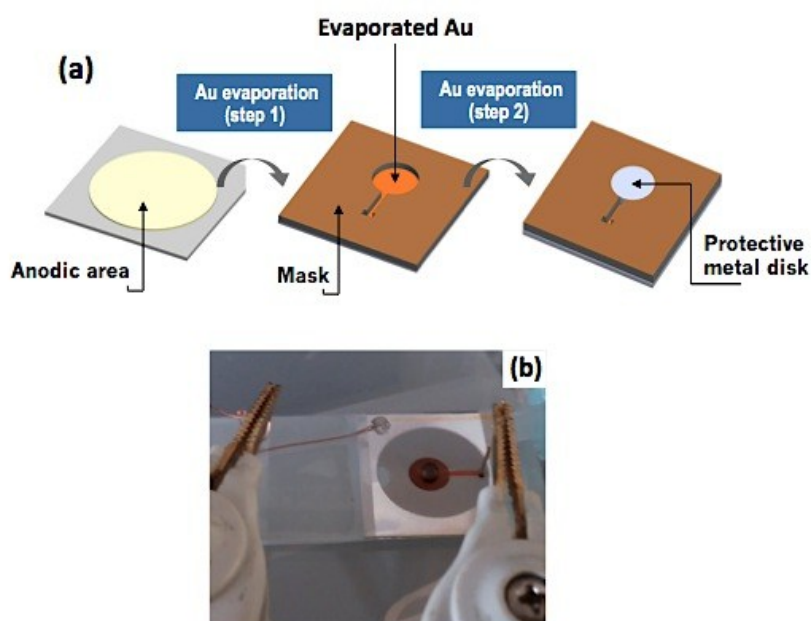 Evaporated Au
(a)
Au evaporation
(step 1)
Au evaporation
(step 2)
Anodic area
Mask
Protective
metal disk
(b)